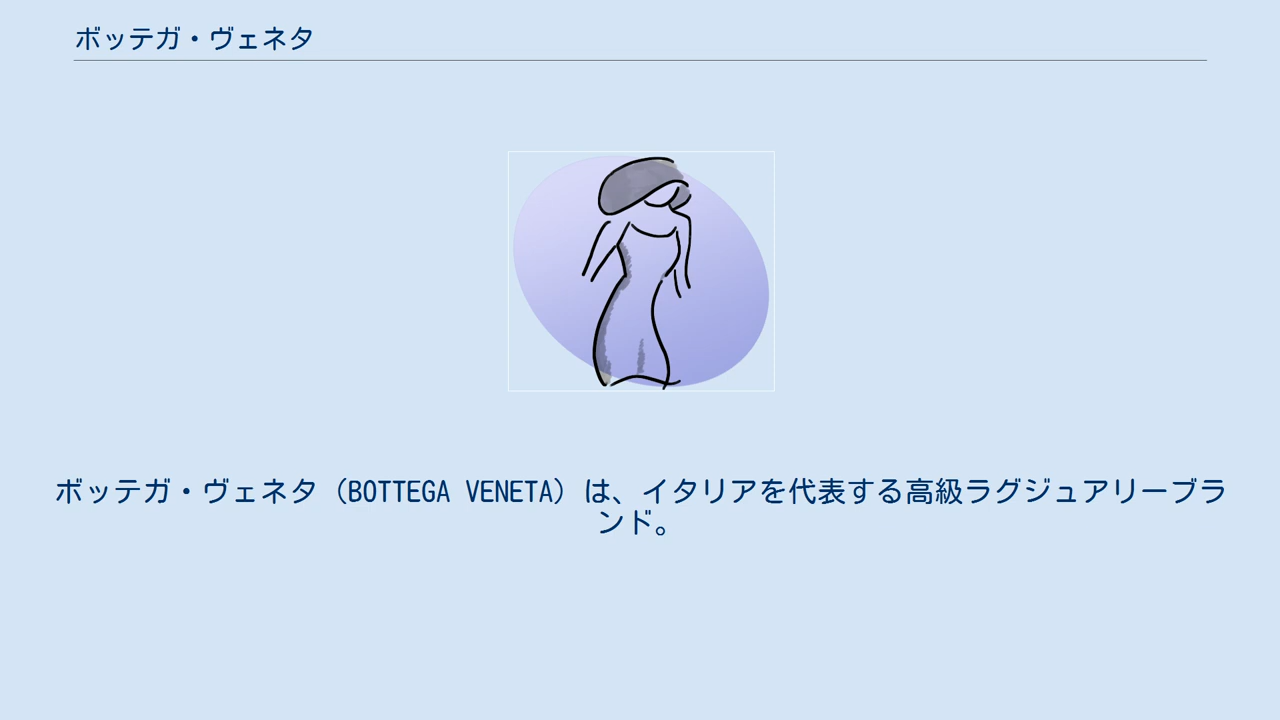 ボッテガ・ヴェネタ
ボッテガ・ヴェネタ（BOTTEGA VENETA）は、イタリアを代表する高級ラグジュアリーブラ
ンド。